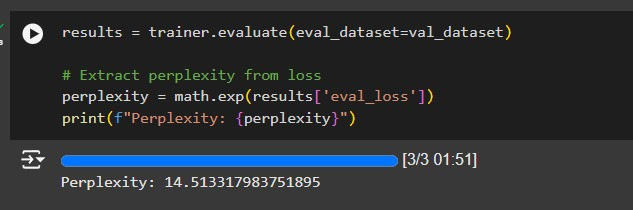 results = trainer.evaluate(eval_dataset=val_dataset)
# Extract perplexity from loss
perplexity = math.exp(results['eval_loss'])
print(f"Perplexity: {perplexity}")
[3/3 01:51]
Perplexity: 14.513317983751895